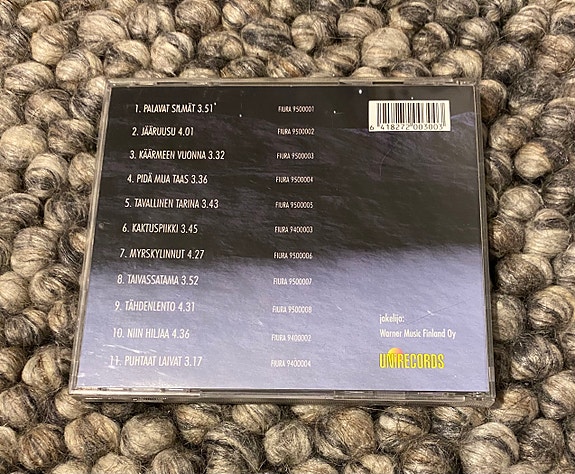 1. PALAVAT SILMÄT 3.51 FIURA 9500001
2. JÄÄRUUSU 4.01 FIURA 9500002
3. KÄÄRMEEN VUONNA 3.32 FIURA 9500003
4. PIDÄ MUA TAAS 3.36 FIURA 9500004
5. TAVALLINEN TARINA 3.43 FIURA 9500005
6. KAKTUSPIIKKI 3.45 FIURA 9400003
7. MYRSKYLINNUT 4.27 FIURA 9500006
8. TAIVASSATAMA 3.52 FIURA 9500007
9. TÄHDENLENTO 4.31 FIURA 9500008
10. NIIN HILJAA 4.36 FIURA 9400002
11. PUHTAAT LAIVAT 3.17 FIURA 9400004
6 418272 003003
jakelija:
Warner Music Finland Oy
UNIRECORDS